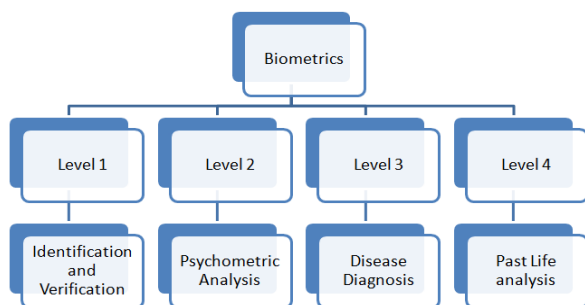 Biometrics
Level 1
Level 2
Level 3
Level 4
Identification
and
Verification
Psychometric
Analysis
Disease
Diagnosis
Past Life
analysis